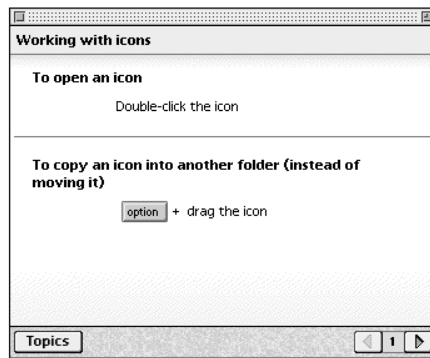 Working with icons
To open an icon
Double-click the icon
To copy an icon into another folder (instead of
moving it)
option + drag the icon
Topics 1